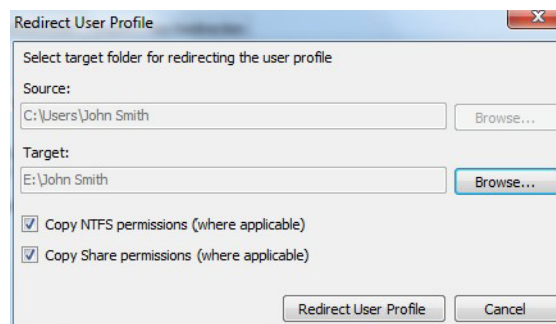 Redirect User Profile
Select target folder for redirecting the user profile
Source:
C:\Users\John Smith
Browse...
Target:
E:\John Smith
Browse...
Copy NTFS permissions (where applicable)
Copy Share permissions (where applicable)
Redirect User Profile
Cancel